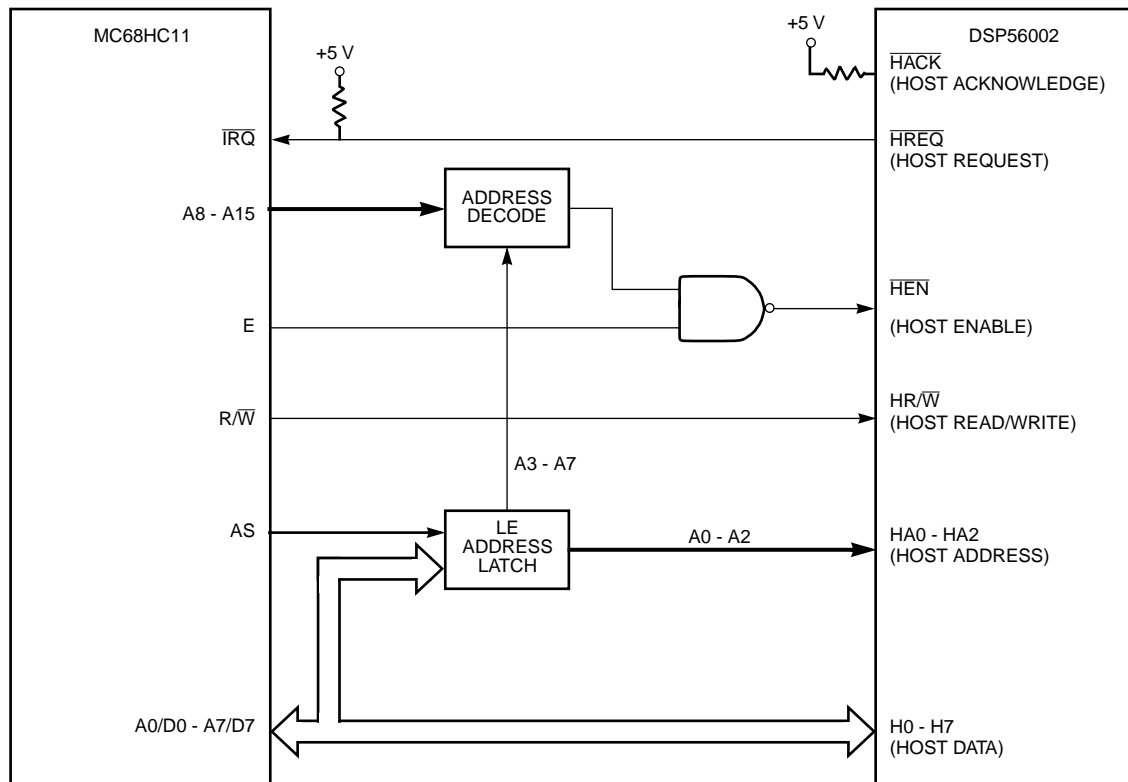 MC68HC11
DSP56002
+5 V
+5 V
HACK
(HOST ACKNOWLEDGE)
IRQ
HREQ
(HOST REQUEST)
A8 - A15
ADDRESS
DECODE
HEN
(HOST ENABLE)
E
R/W
HR/W
(HOST READ/WRITE)
A3 - A7
AS
LE
ADDRESS
LATCH
A0 - A2
HA0 - HA2
(HOST ADDRESS)
A0/D0 - A7/D7
H0 - H7
(HOST DATA)